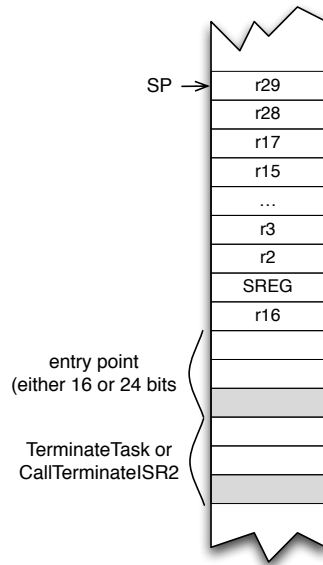 SP
r29
r28
r17
r15
...
r3
r2
SREG
r16
entry point
(either 16 or 24 bits
TerminateTask or
CallTerminateISR2